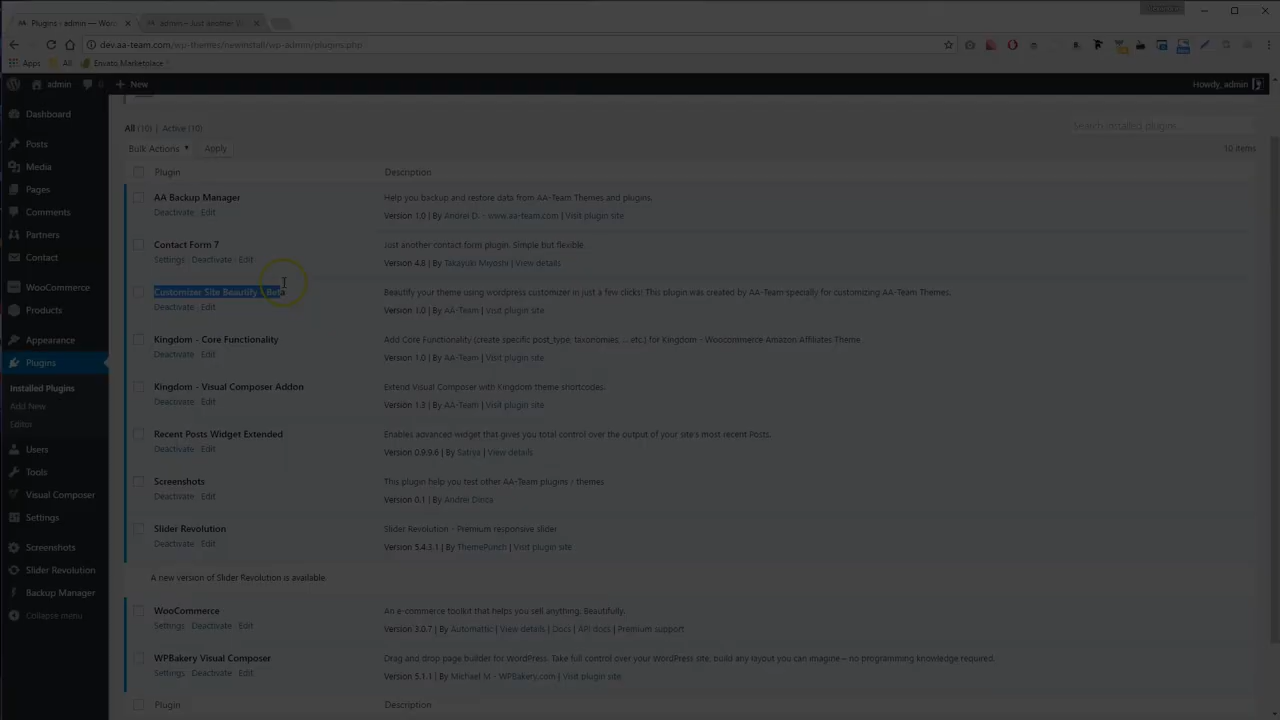 Plugins ‹ admin — Wor
admin – Just another W
dev.aa-team.com/wp-themes/newinstall/wp-admin/plugins.php
Apps All Envato Marketplace
admin 0 + New Howdy, admin
Dashboard
Posts
Media
Pages
Comments
Partners
Contact
WooCommerce
Products
Appearance
Plugins
Installed Plugins
Add New
Editor
Users
Tools
Visual Composer
Settings
Screenshots
Slider Revolution
Backup Manager
Collapse menu
All (10) | Active (10)
Search installed plugins...
Bulk Actions Apply 10 items
Plugin Description
AA Backup Manager Help you backup and restore data from AA-Team Themes and plugins.
Deactivate Edit Version 1.0 | By Andrei D. - www.aa-team.com | Visit plugin site
Contact Form 7 Just another contact form plugin. Simple but flexible.
Settings Deactivate Edit Version 4.8 | By Takayuki Miyoshi | View details
Customizer Site Beautify - Beta Beautify your theme using wordpress customizer in just a few clicks! This plugin was created by AA-Team specially for customizing AA-Team Themes.
Deactivate Edit Version 1.0 | By AA-Team | Visit plugin site
Kingdom - Core Functionality Add Core Functionality (create specific post_type, taxonomies, ... etc.) for Kingdom - Woocommerce Amazon Affiliates Theme
Deactivate Edit Version 1.0 | By AA-Team | Visit plugin site
Kingdom - Visual Composer Addon Extend Visual Composer with Kingdom theme shortcodes.
Deactivate Edit Version 1.3 | By AA-Team | Visit plugin site
Recent Posts Widget Extended Enables advanced widget that gives you total control over the output of your site's most recent Posts.
Deactivate Edit Version 0.9.9.6 | By Satrya | View details
Screenshots This plugin help you test other AA-Team plugins / themes
Deactivate Edit Version 0.1 | By Andrei Dinca
Slider Revolution Slider Revolution - Premium responsive slider
Deactivate Edit Version 5.4.3.1 | By ThemePunch | Visit plugin site
A new version of Slider Revolution is available.
WooCommerce An e-commerce toolkit that helps you sell anything. Beautifully.
Settings Deactivate Edit Version 3.0.7 | By Automattic | View details | Docs | API docs | Premium support
WPBakery Visual Composer Drag and drop page builder for WordPress. Take full control over your WordPress site, build any layout you can imagine – no programming knowledge required.
Settings Deactivate Edit Version 5.1.1 | By Michael M - WPBakery.com | Visit plugin site
Plugin Description